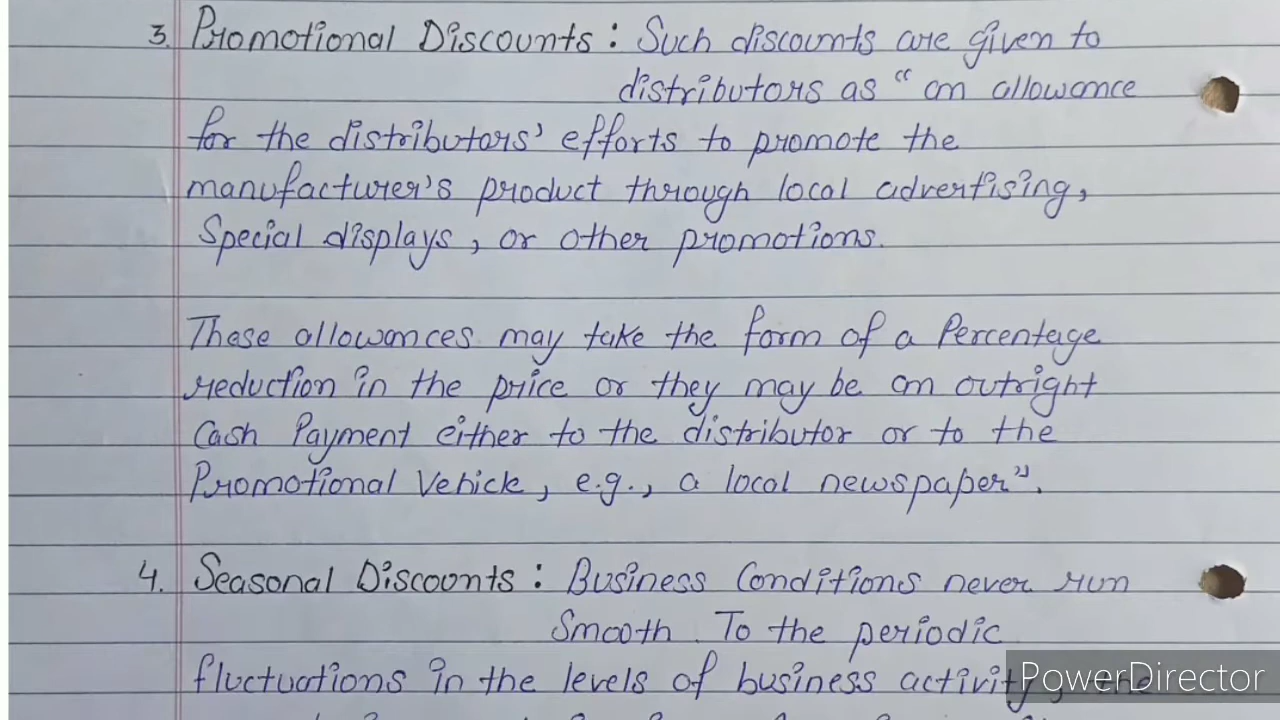 3. Promotional Discounts : Such discounts are given to
distributors as “ an allowance
for the distributors' efforts to promote the
manufacturer's product through local advertising,
Special displays, or other promotions.
These allowances may take the form of a Percentage
reduction in the price or they may be an outright
Cash Payment either to the distributor or to the
Promotional Vehicle, e.g., a local newspaper”.
4. Seasonal Discounts : Business Conditions never run
Smooth. To the periodic
fluctuations in the levels of business activity, the
PowerDirector